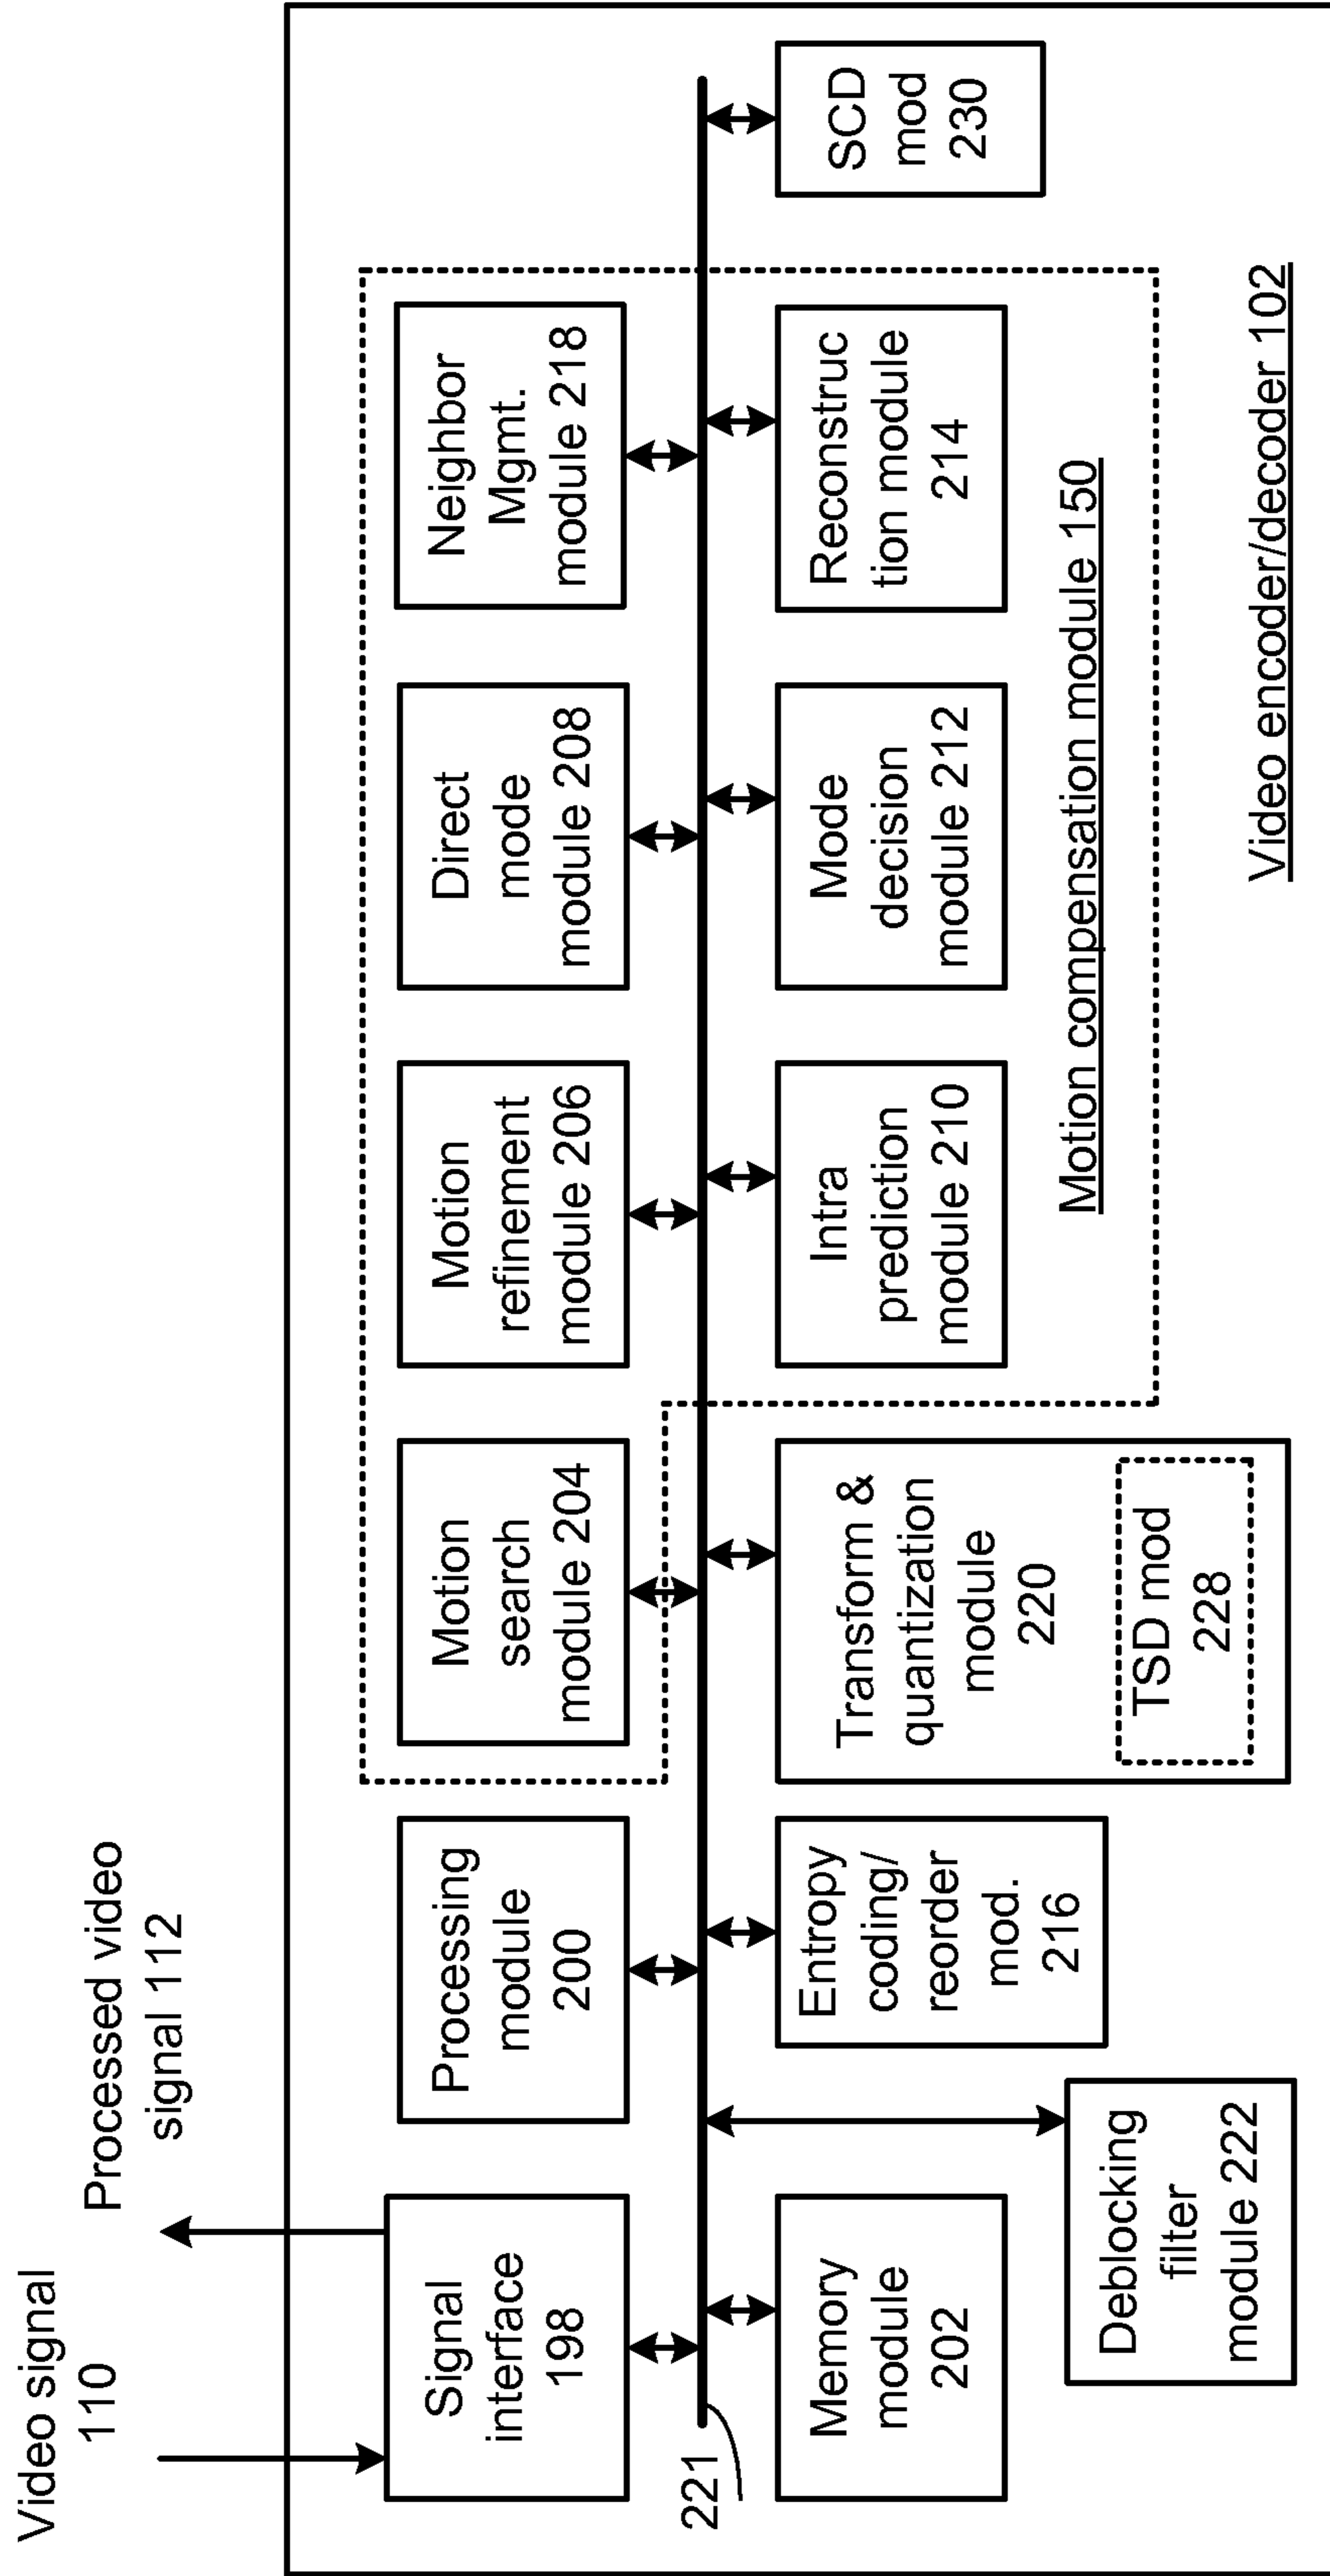 Video signal
110
Processed video
signal 112
Signal
interface
198
Processing
module
200
Motion
search
module 204
Motion
refinement
module 206
Direct
mode
module 208
Neighbor
Mgmt.
module 218
221
Memory
module
202
Deblocking
filter
module 222
Entropy
coding/
reorder
mod.
216
Transform &
quantization
module
220
TSD mod
228
Intra
prediction
module 210
Mode
decision
module 212
Reconstruc
tion module
214
SCD
mod
230
Motion compensation module 150
Video encoder/decoder 102